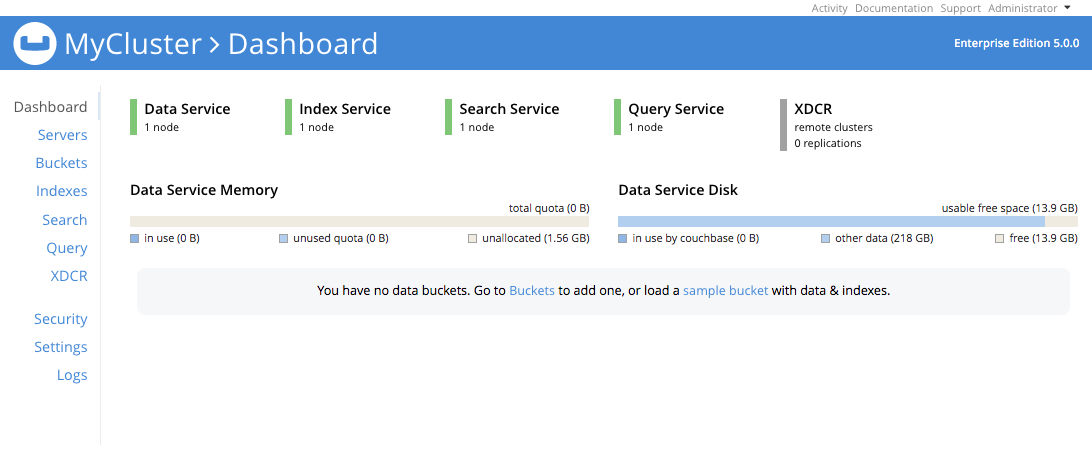 Activity Documentation Support Administrator
MyCluster > Dashboard
Enterprise Edition 5.0.0
Dashboard
Servers
Buckets
Indexes
Search
Query
XDCR
Security
Settings
Logs
Data Service
1 node
Index Service
1 node
Search Service
1 node
Query Service
1 node
XDCR
remote clusters
0 replications
Data Service Memory
total quota (0 B)
in use (0 B) unused quota (0 B) unallocated (1.56 GB)
Data Service Disk
usable free space (13.9 GB)
in use by couchbase (0 B) other data (218 GB) free (13.9 GB)
You have no data buckets. Go to Buckets to add one, or load a sample bucket with data & indexes.